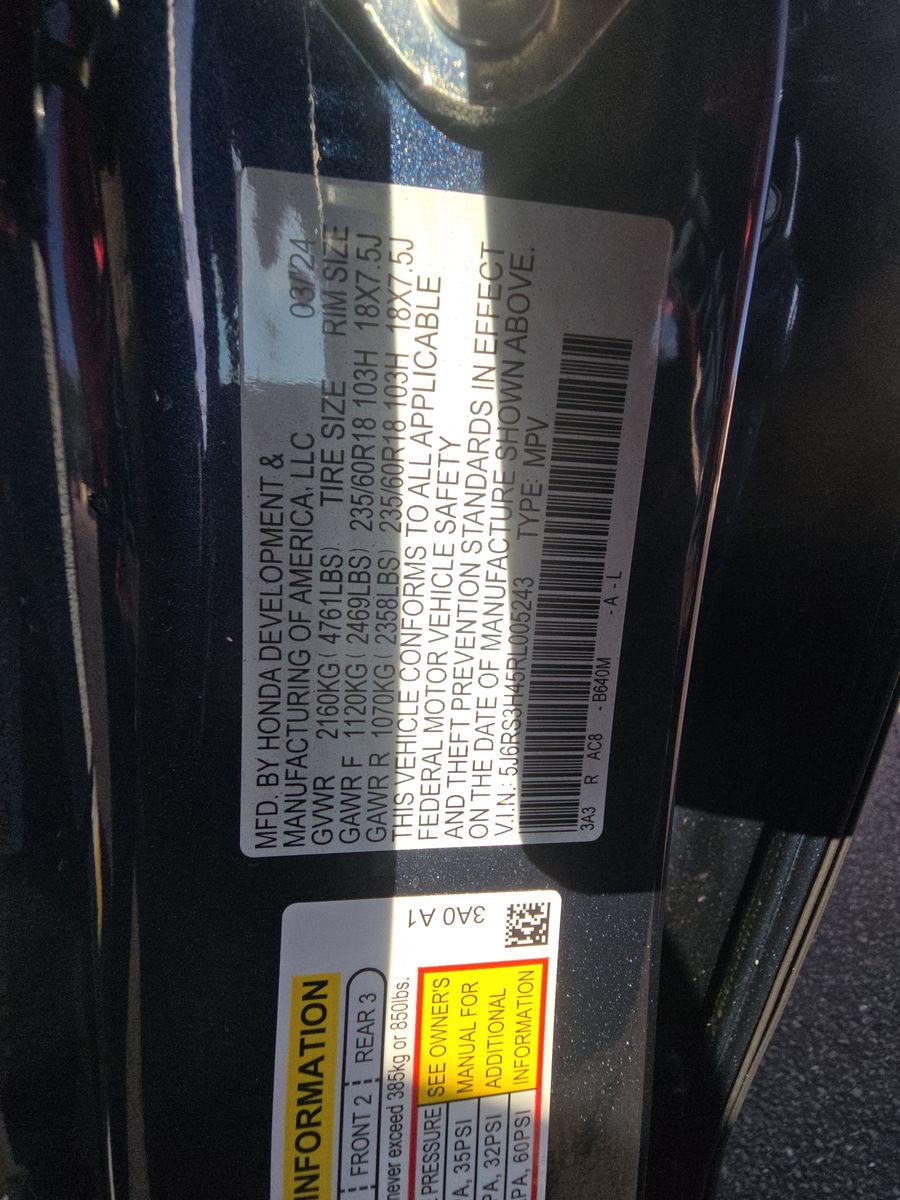 MFD. BY HONDA DEVELOPMENT &
MANUFACTURING OF AMERICA, LLC 03/24
GVWR 2160KG ( 4761LBS) TIRE SIZE RIM SIZE
GAWR F 1120KG ( 2469LBS) 235/60R18 103H 18X7.5J
GAWR R 1070KG ( 2358LBS) 235/60R18 103H 18X7.5J
THIS VEHICLE CONFORMS TO ALL APPLICABLE
FEDERAL MOTOR VEHICLE SAFETY
AND THEFT PREVENTION STANDARDS IN EFFECT
ON THE DATE OF MANUFACTURE SHOWN ABOVE.
V.I.N.: 5J6RS3H45RL005243 TYPE: MPV
3A3 R AC8 - B640M - A - L
3A0 A1
INFORMATION
FRONT 2 REAR 3
never exceed 385kg or 850lbs.
PRESSURE SEE OWNER'S
35PSI MANUAL FOR
32PSI ADDITIONAL
60PSI INFORMATION